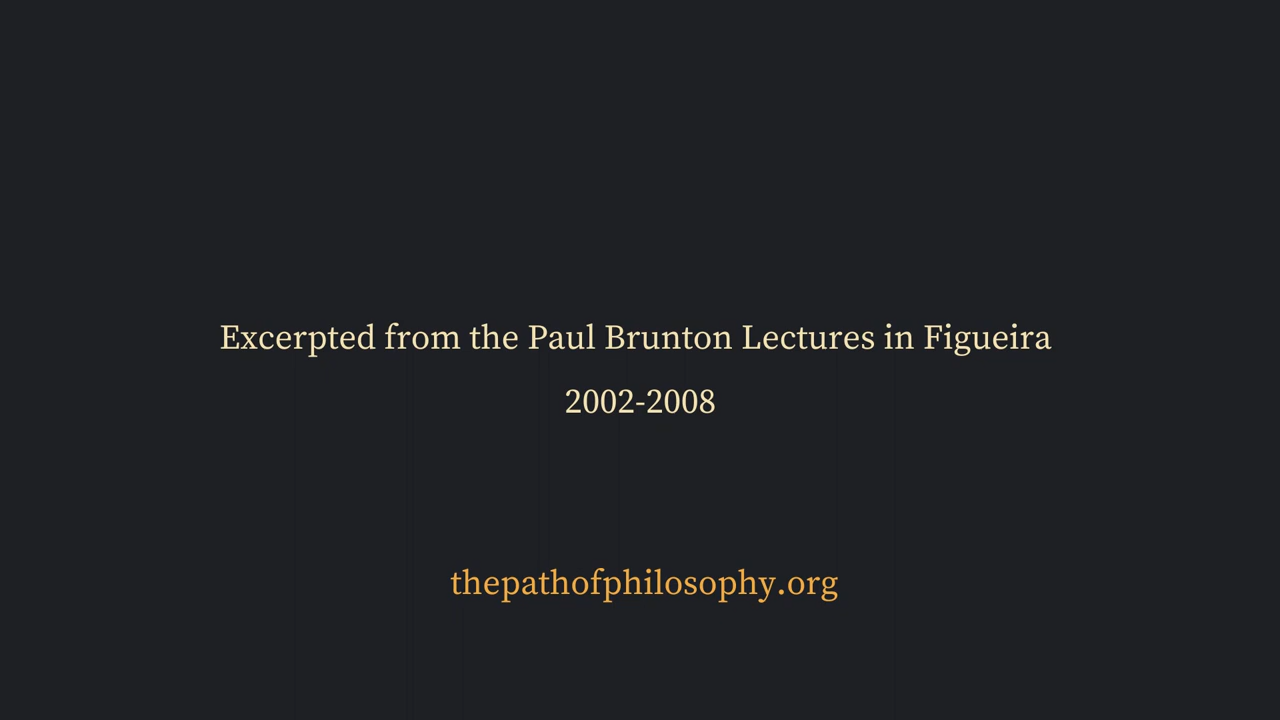 Excerpted from the Paul Brunton Lectures in Figueira
2002-2008
thepathofphilosophy.org